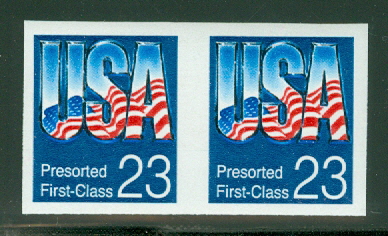 USA
Presorted
First-Class 23
USA
Presorted
First-Class 23